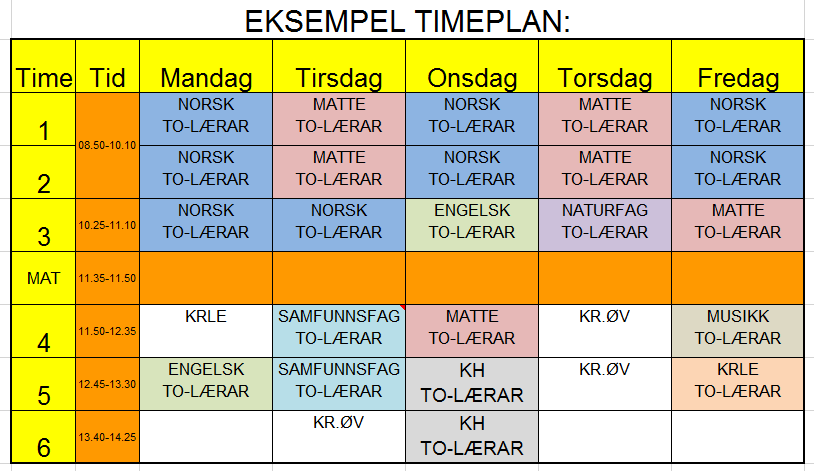 EKSEMPEL TIMEPLAN:
Time Tid Mandag Tirsdag Onsdag Torsdag Fredag
1 08.50-10.10 NORSK TO-LÆRAR MATTE TO-LÆRAR NORSK TO-LÆRAR MATTE TO-LÆRAR NORSK TO-LÆRAR
2 NORSK TO-LÆRAR MATTE TO-LÆRAR NORSK TO-LÆRAR MATTE TO-LÆRAR NORSK TO-LÆRAR
3 10.25-11.10 NORSK TO-LÆRAR NORSK TO-LÆRAR ENGELSK TO-LÆRAR NATURFAG TO-LÆRAR MATTE TO-LÆRAR
MAT 11.35-11.50
4 11.50-12.35 KRLE SAMFUNNSFAG TO-LÆRAR MATTE TO-LÆRAR KR.ØV MUSIKK TO-LÆRAR
5 12.45-13.30 ENGELSK TO-LÆRAR SAMFUNNSFAG TO-LÆRAR KH TO-LÆRAR KR.ØV KRLE TO-LÆRAR
6 13.40-14.25 KR.ØV KH TO-LÆRAR